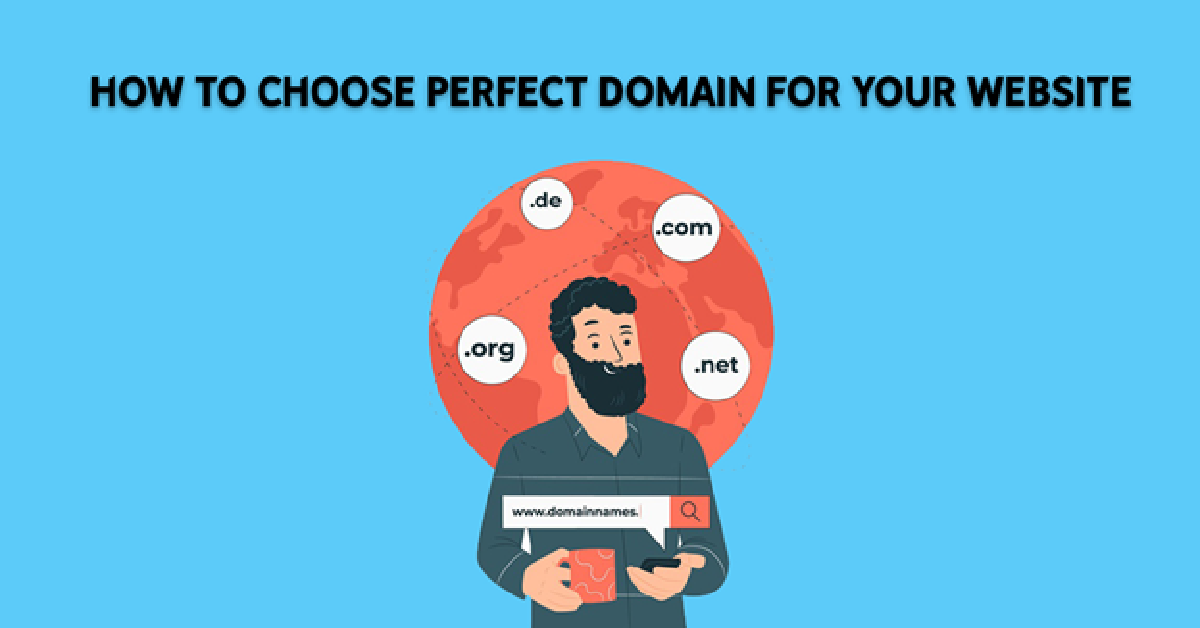 HOW TO CHOOSE PERFECT DOMAIN FOR YOUR WEBSITE
.de
.com
.org
.net
www.domainnames.